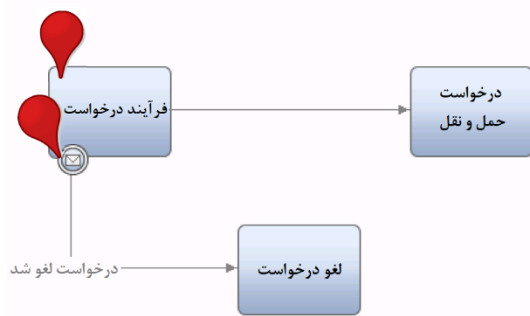 فرآیند درخواست
درخواست
حمل و نقل
درخواست لغو شد
لغو درخواست